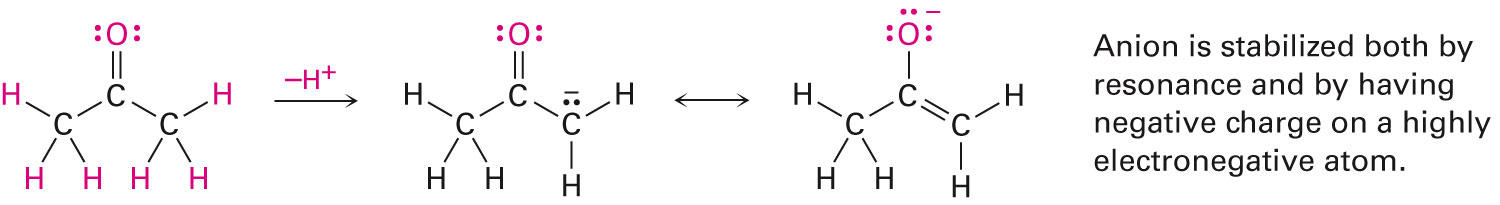 :O:
H C H
C C
H H H H
–H+
:O:
H C – H
C C
H H H
:O: –
H C H
C C
H H H
Anion is stabilized both by
resonance and by having
negative charge on a highly
electronegative atom.